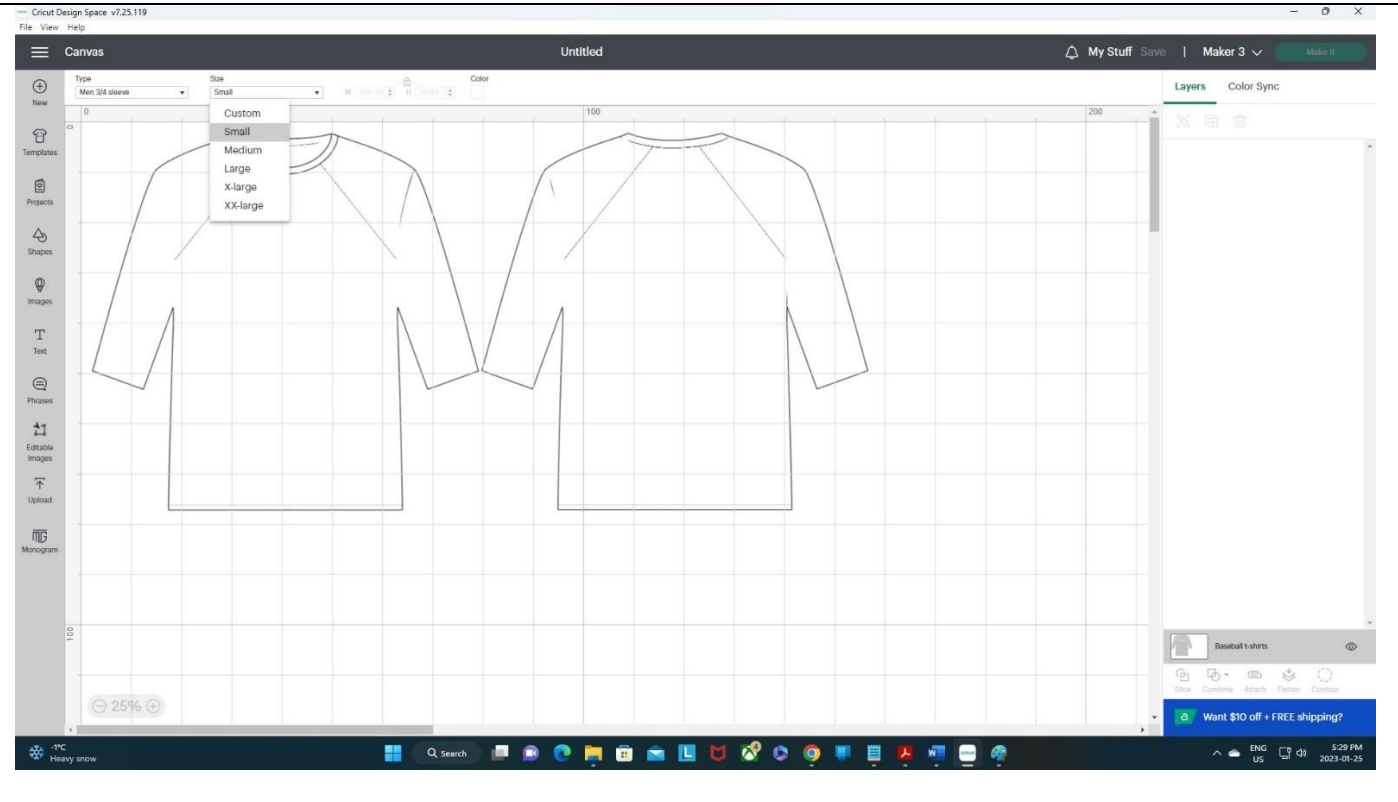 Cricut Design Space v7.25.119
File View Help
Canvas
Untitled
My Stuff Save | Maker 3
Make It
New
Templates
Projects
Shapes
Images
Text
Phrases
Editable
Images
Upload
Monogram
Type
Men 3/4 sleeve
Size
Small
W
H
Color
Custom
Small
Medium
Large
X-large
XX-large
0 100 200
0
100
25%
Layers Color Sync
Baseball t-shirts
Slice Combine Attach Flatten Contour
a Want $10 off + FREE shipping?
-1°C
Heavy snow
Search
ENG
US
5:29 PM
2023-01-25